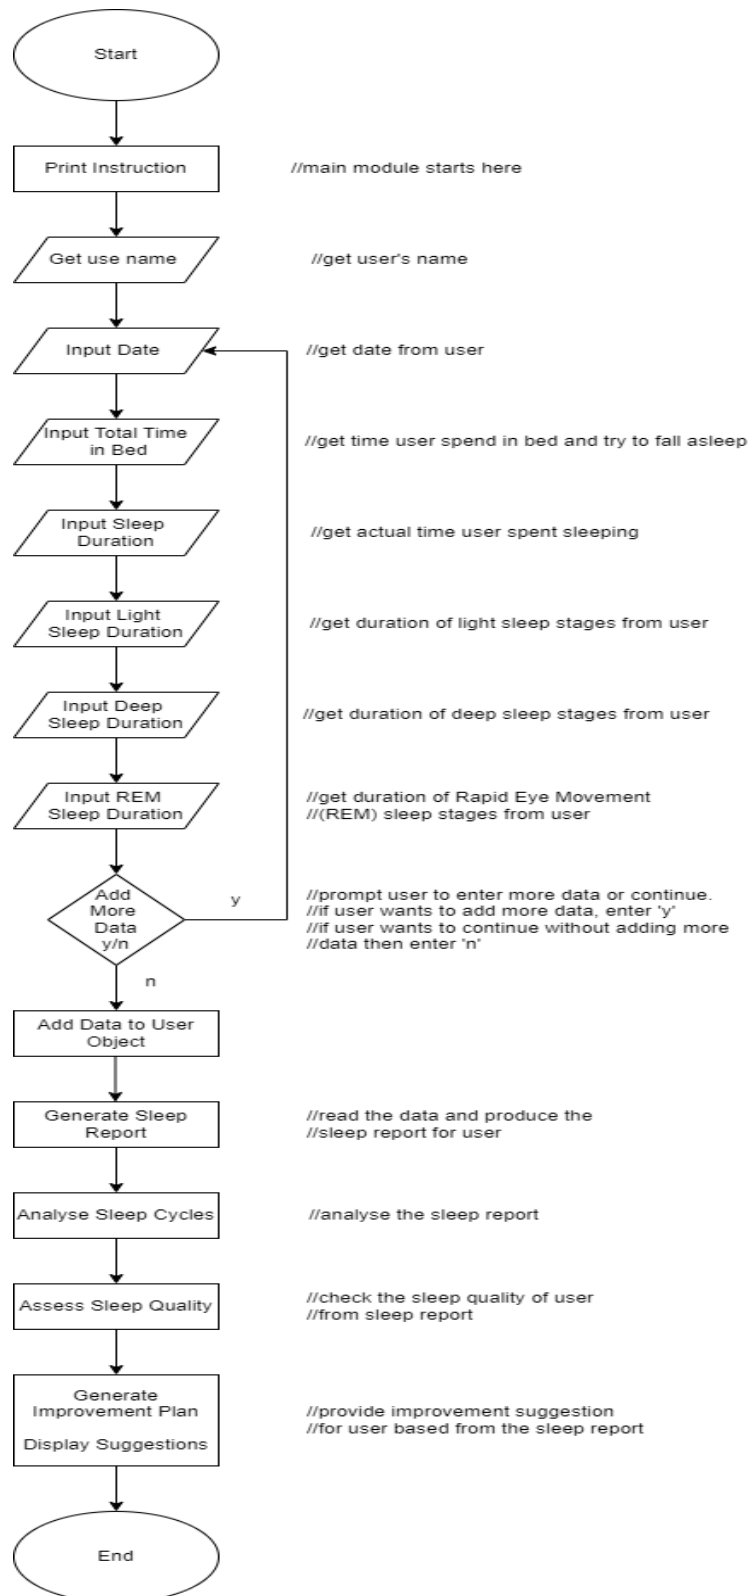 Start
Print Instruction
//main module starts here
Get use name
//get user's name
Input Date
//get date from user
Input Total Time
in Bed
//get time user spend in bed and try to fall asleep
Input Sleep
Duration
//get actual time user spent sleeping
Input Light
Sleep Duration
//get duration of light sleep stages from user
Input Deep
Sleep Duration
//get duration of deep sleep stages from user
Input REM
Sleep Duration
//get duration of Rapid Eye Movement
//(REM) sleep stages from user
Add
More
Data
y/n
y
//prompt user to enter more data or continue.
//if user wants to add more data, enter 'y'
//if user wants to continue without adding more
//data then enter 'n'
n
Add Data to User
Object
Generate Sleep
Report
//read the data and produce the
//sleep report for user
Analyse Sleep Cycles
//analyse the sleep report
Assess Sleep Quality
//check the sleep quality of user
//from sleep report
Generate
Improvement Plan
Display Suggestions
//provide improvement suggestion
//for user based from the sleep report
End